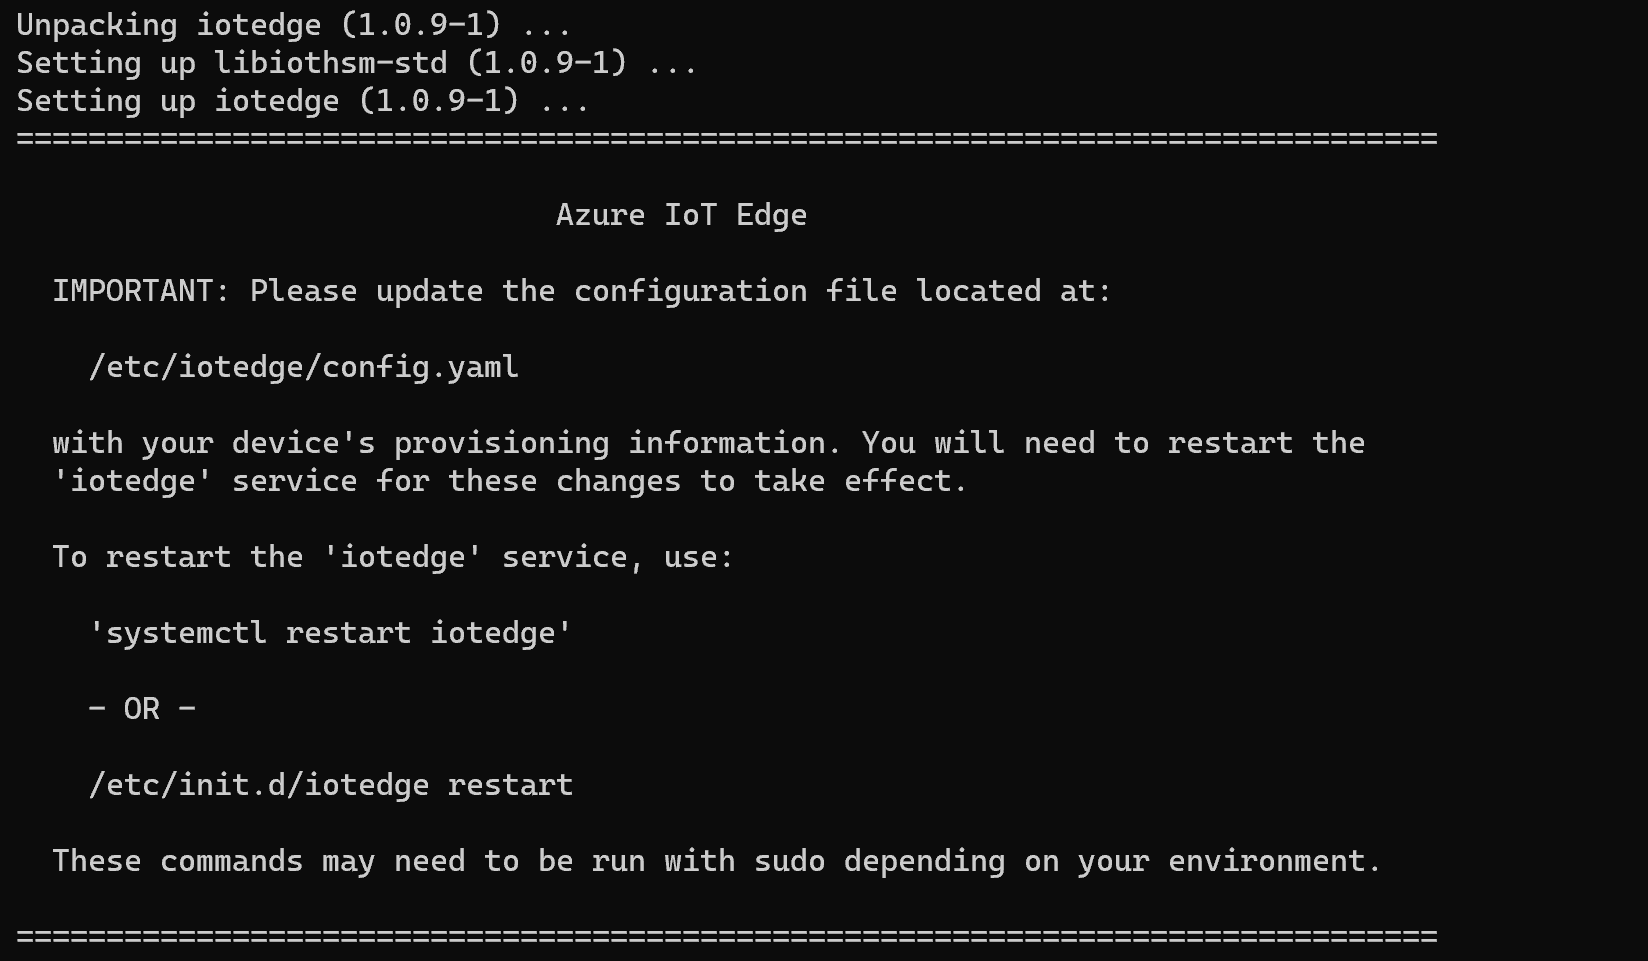 Unpacking iotedge (1.0.9-1) ...
Setting up libiothsm-std (1.0.9-1) ...
Setting up iotedge (1.0.9-1) ...
===============================================================================
Azure IoT Edge
IMPORTANT: Please update the configuration file located at:
/etc/iotedge/config.yaml
with your device's provisioning information. You will need to restart the
'iotedge' service for these changes to take effect.
To restart the 'iotedge' service, use:
'systemctl restart iotedge'
- OR -
/etc/init.d/iotedge restart
These commands may need to be run with sudo depending on your environment.
===============================================================================